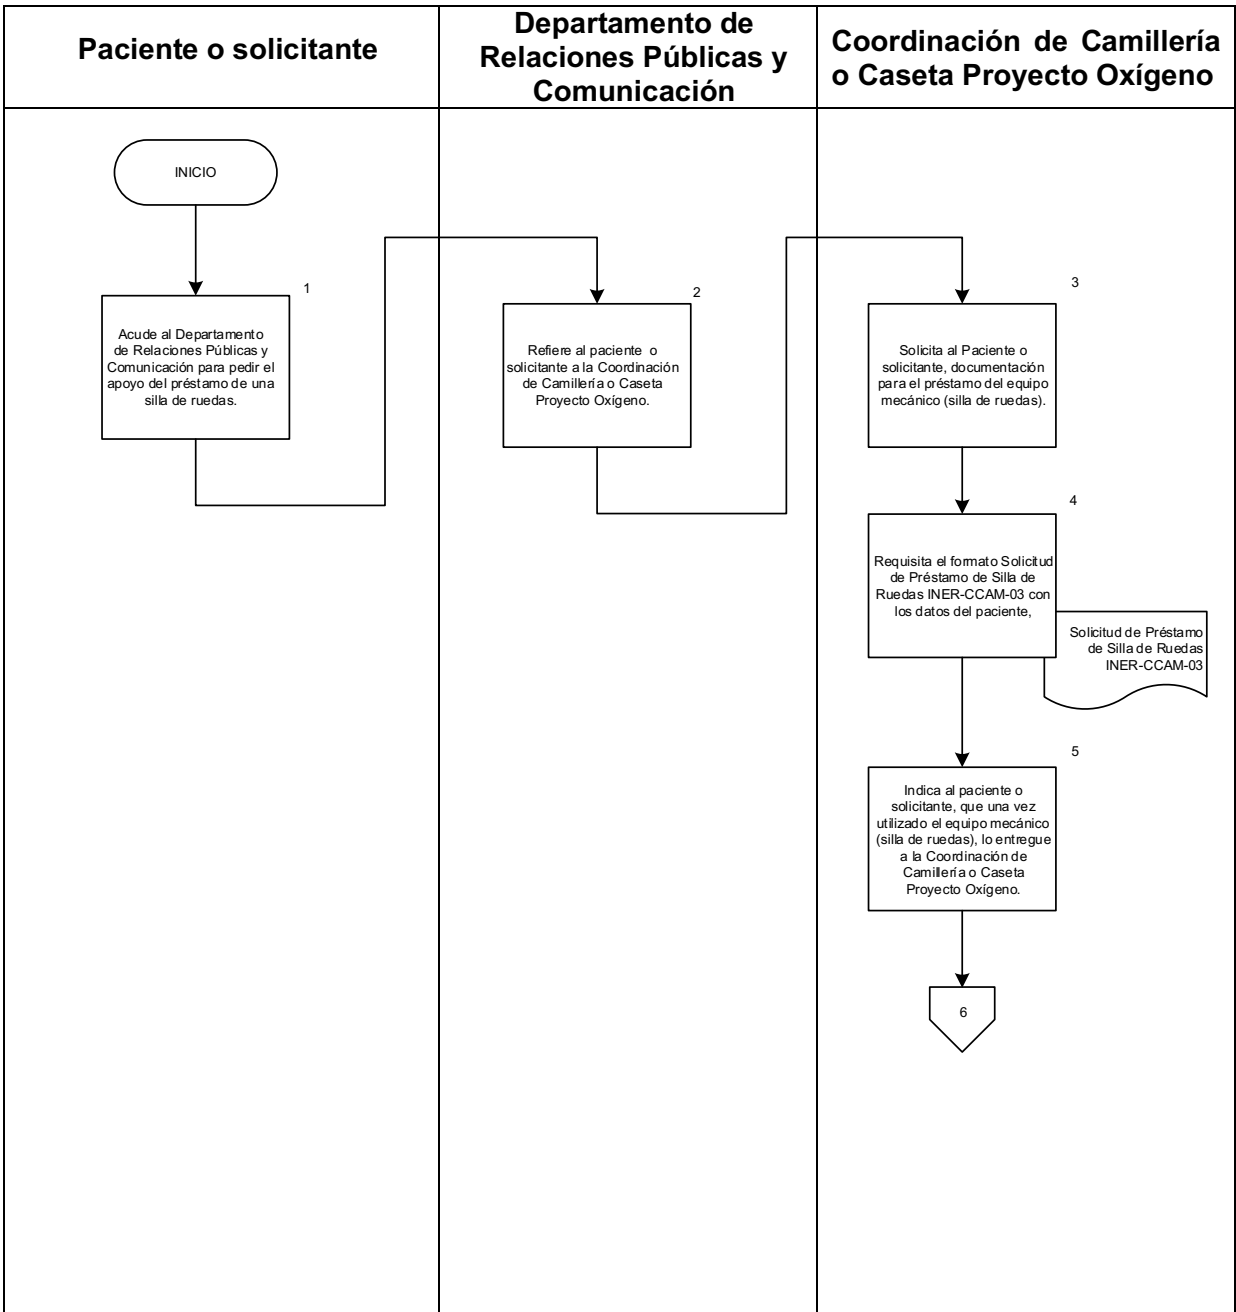 Paciente o solicitante
Departamento de
Relaciones Públicas y
Comunicación
Coordinación de Camillería
o Caseta Proyecto Oxígeno
INICIO
1
Acude al Departamento
de Relaciones Públicas y
Comunicación para pedir el
apoyo del préstamo de una
silla de ruedas.
2
Refiere al paciente o
solicitante a la Coordinación
de Camillería o Caseta
Proyecto Oxígeno.
3
Solicita al Paciente o
solicitante, documentación
para el préstamo del equipo
mecánico (silla de ruedas).
4
Requisita el formato Solicitud
de Préstamo de Silla de
Ruedas INER-CCAM-03 con
los datos del paciente,
Solicitud de Préstamo
de Silla de Ruedas
INER-CCAM-03
5
Indica al paciente o
solicitante, que una vez
utilizado el equipo mecánico
(silla de ruedas), lo entregue
a la Coordinación de
Camillería o Caseta
Proyecto Oxígeno.
6